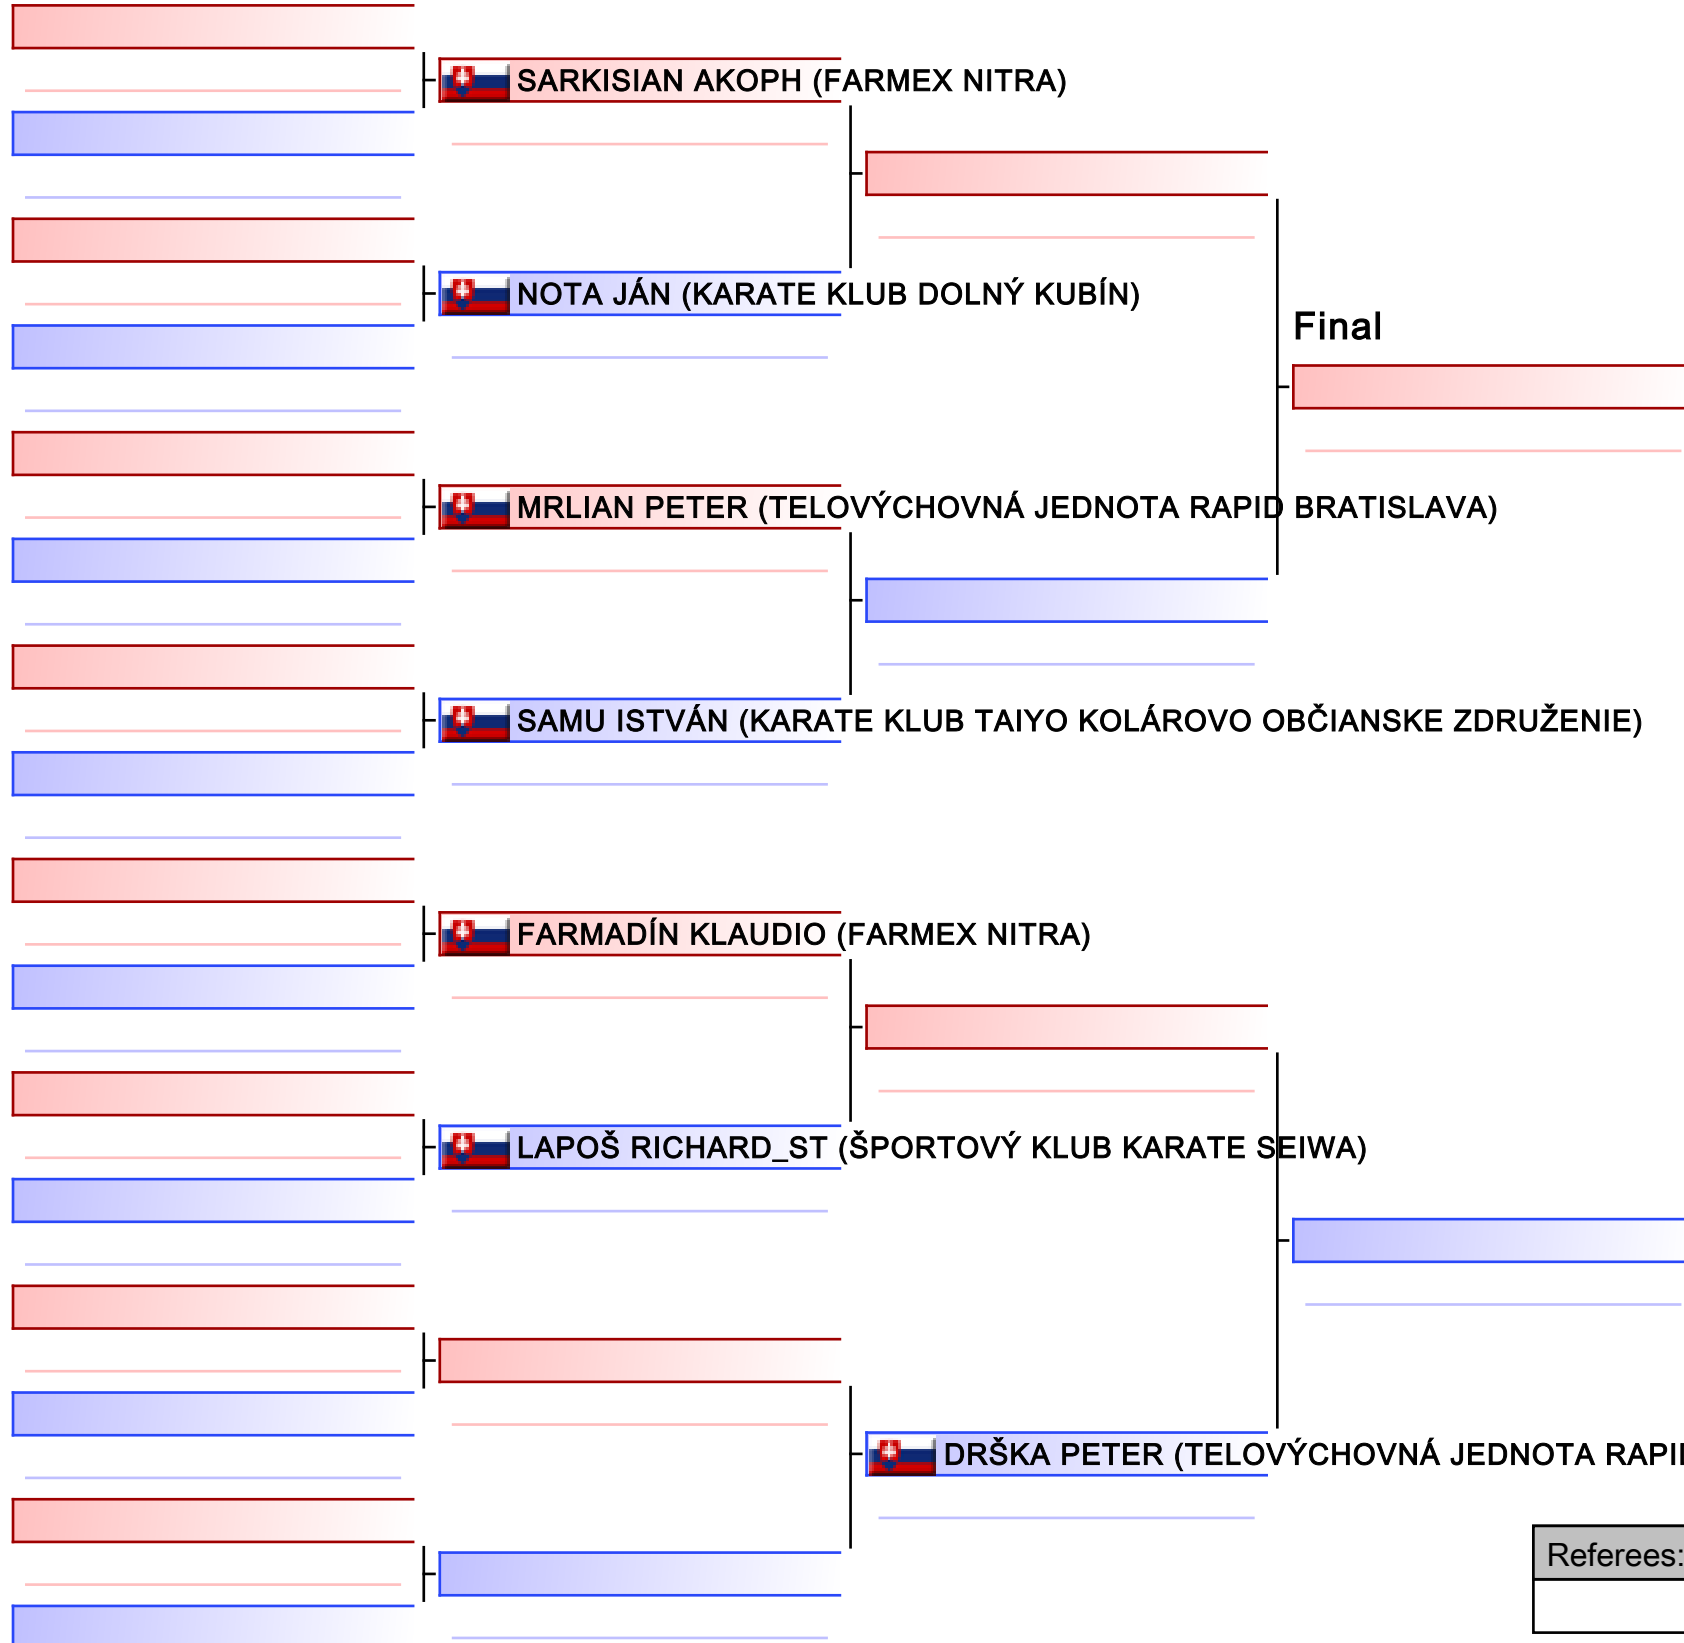 SARKISIAN AKOPH (FARMEX NITRA)
NOTA JÁN (KARATE KLUB DOLNÝ KUBÍN)
Final
MRLIAN PETER (TELOVÝCHOVNÁ JEDNOTA RAPID BRATISLAVA)
SAMU ISTVÁN (KARATE KLUB TAIYO KOLÁROVO OBČIANSKE ZDRUŽENIE)
FARMADÍN KLAUDIO (FARMEX NITRA)
LAPOŠ RICHARD_ST (ŠPORTOVÝ KLUB KARATE SEIWA)
DRŠKA PETER (TELOVÝCHOVNÁ JEDNOTA
Referees: